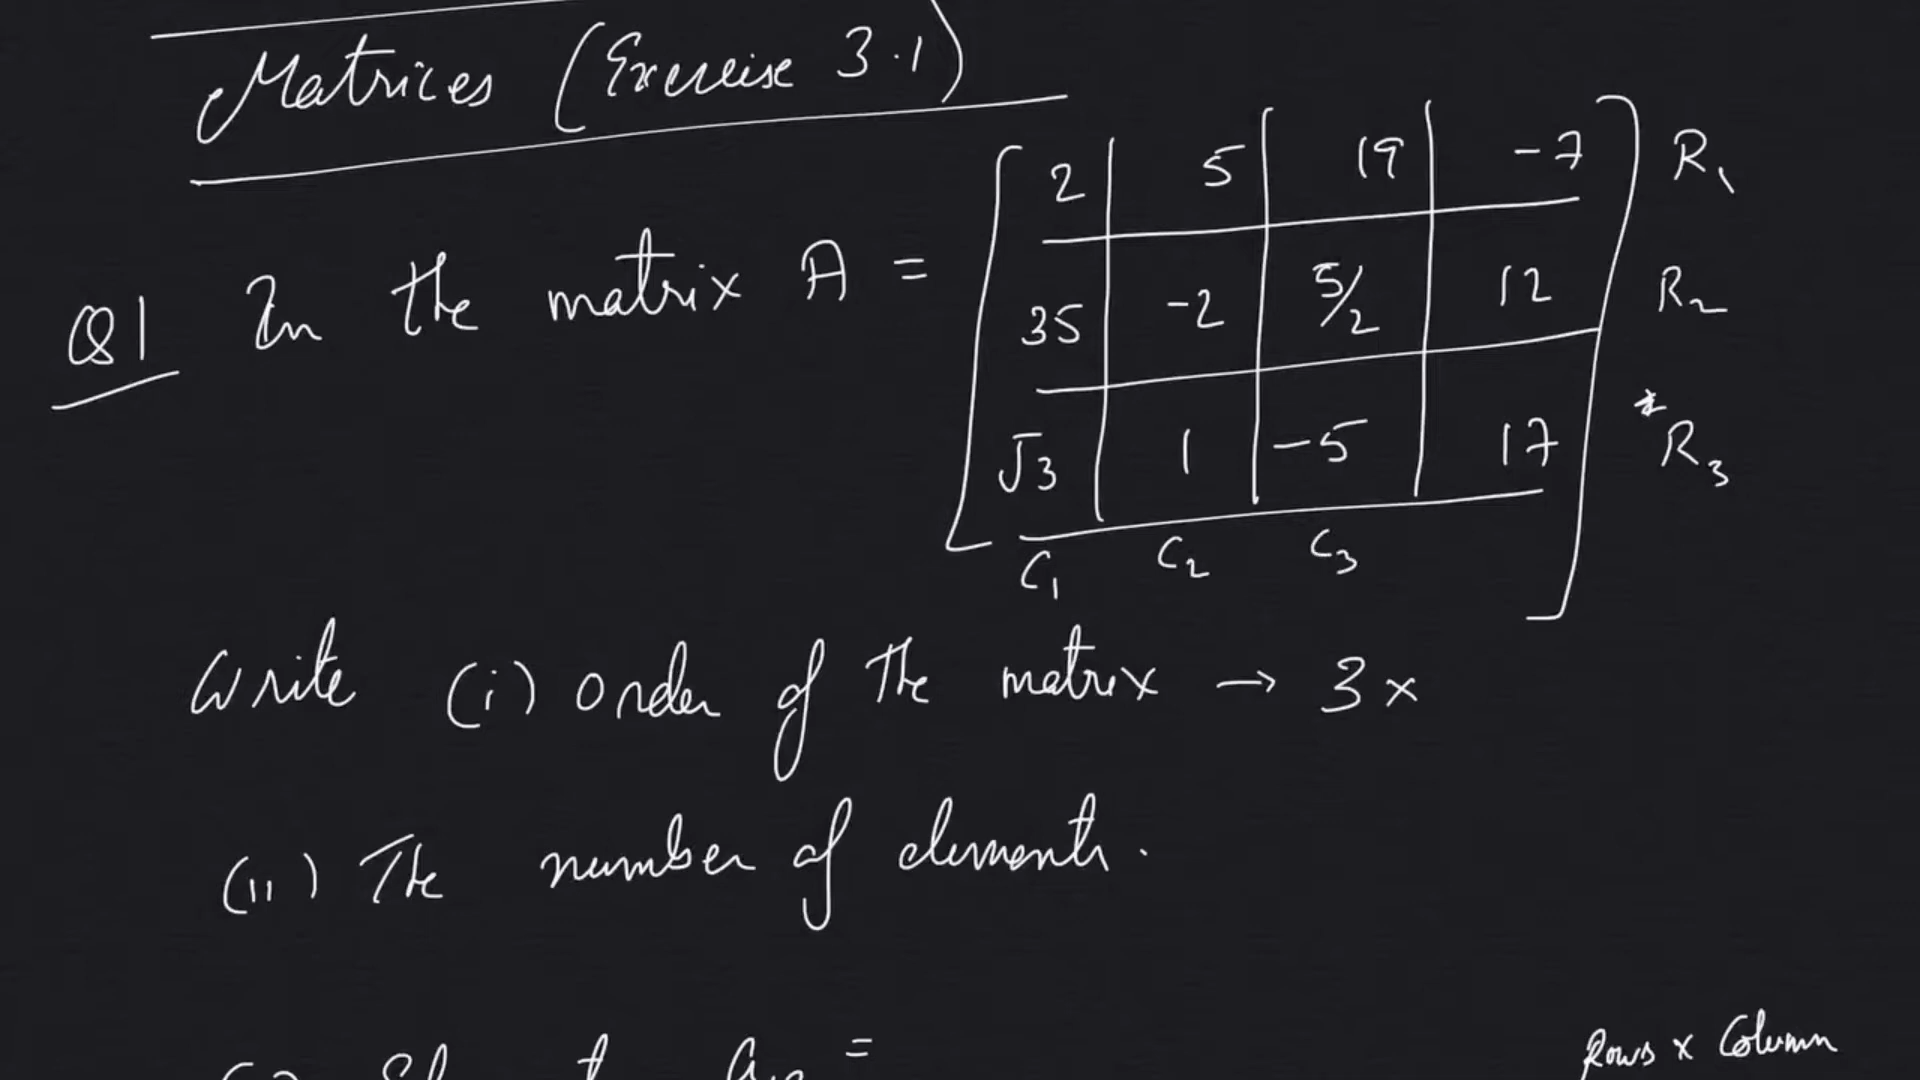 Matrices (Exercise 3.1)
Q1 In the matrix A =
2 5 19 -7 R1
35 -2 5/2 12 R2
√3 1 -5 17 R3
C1 C2 C3
Write (i) order of the matrix → 3 x
(ii) The number of elements.
=
Rows x Column